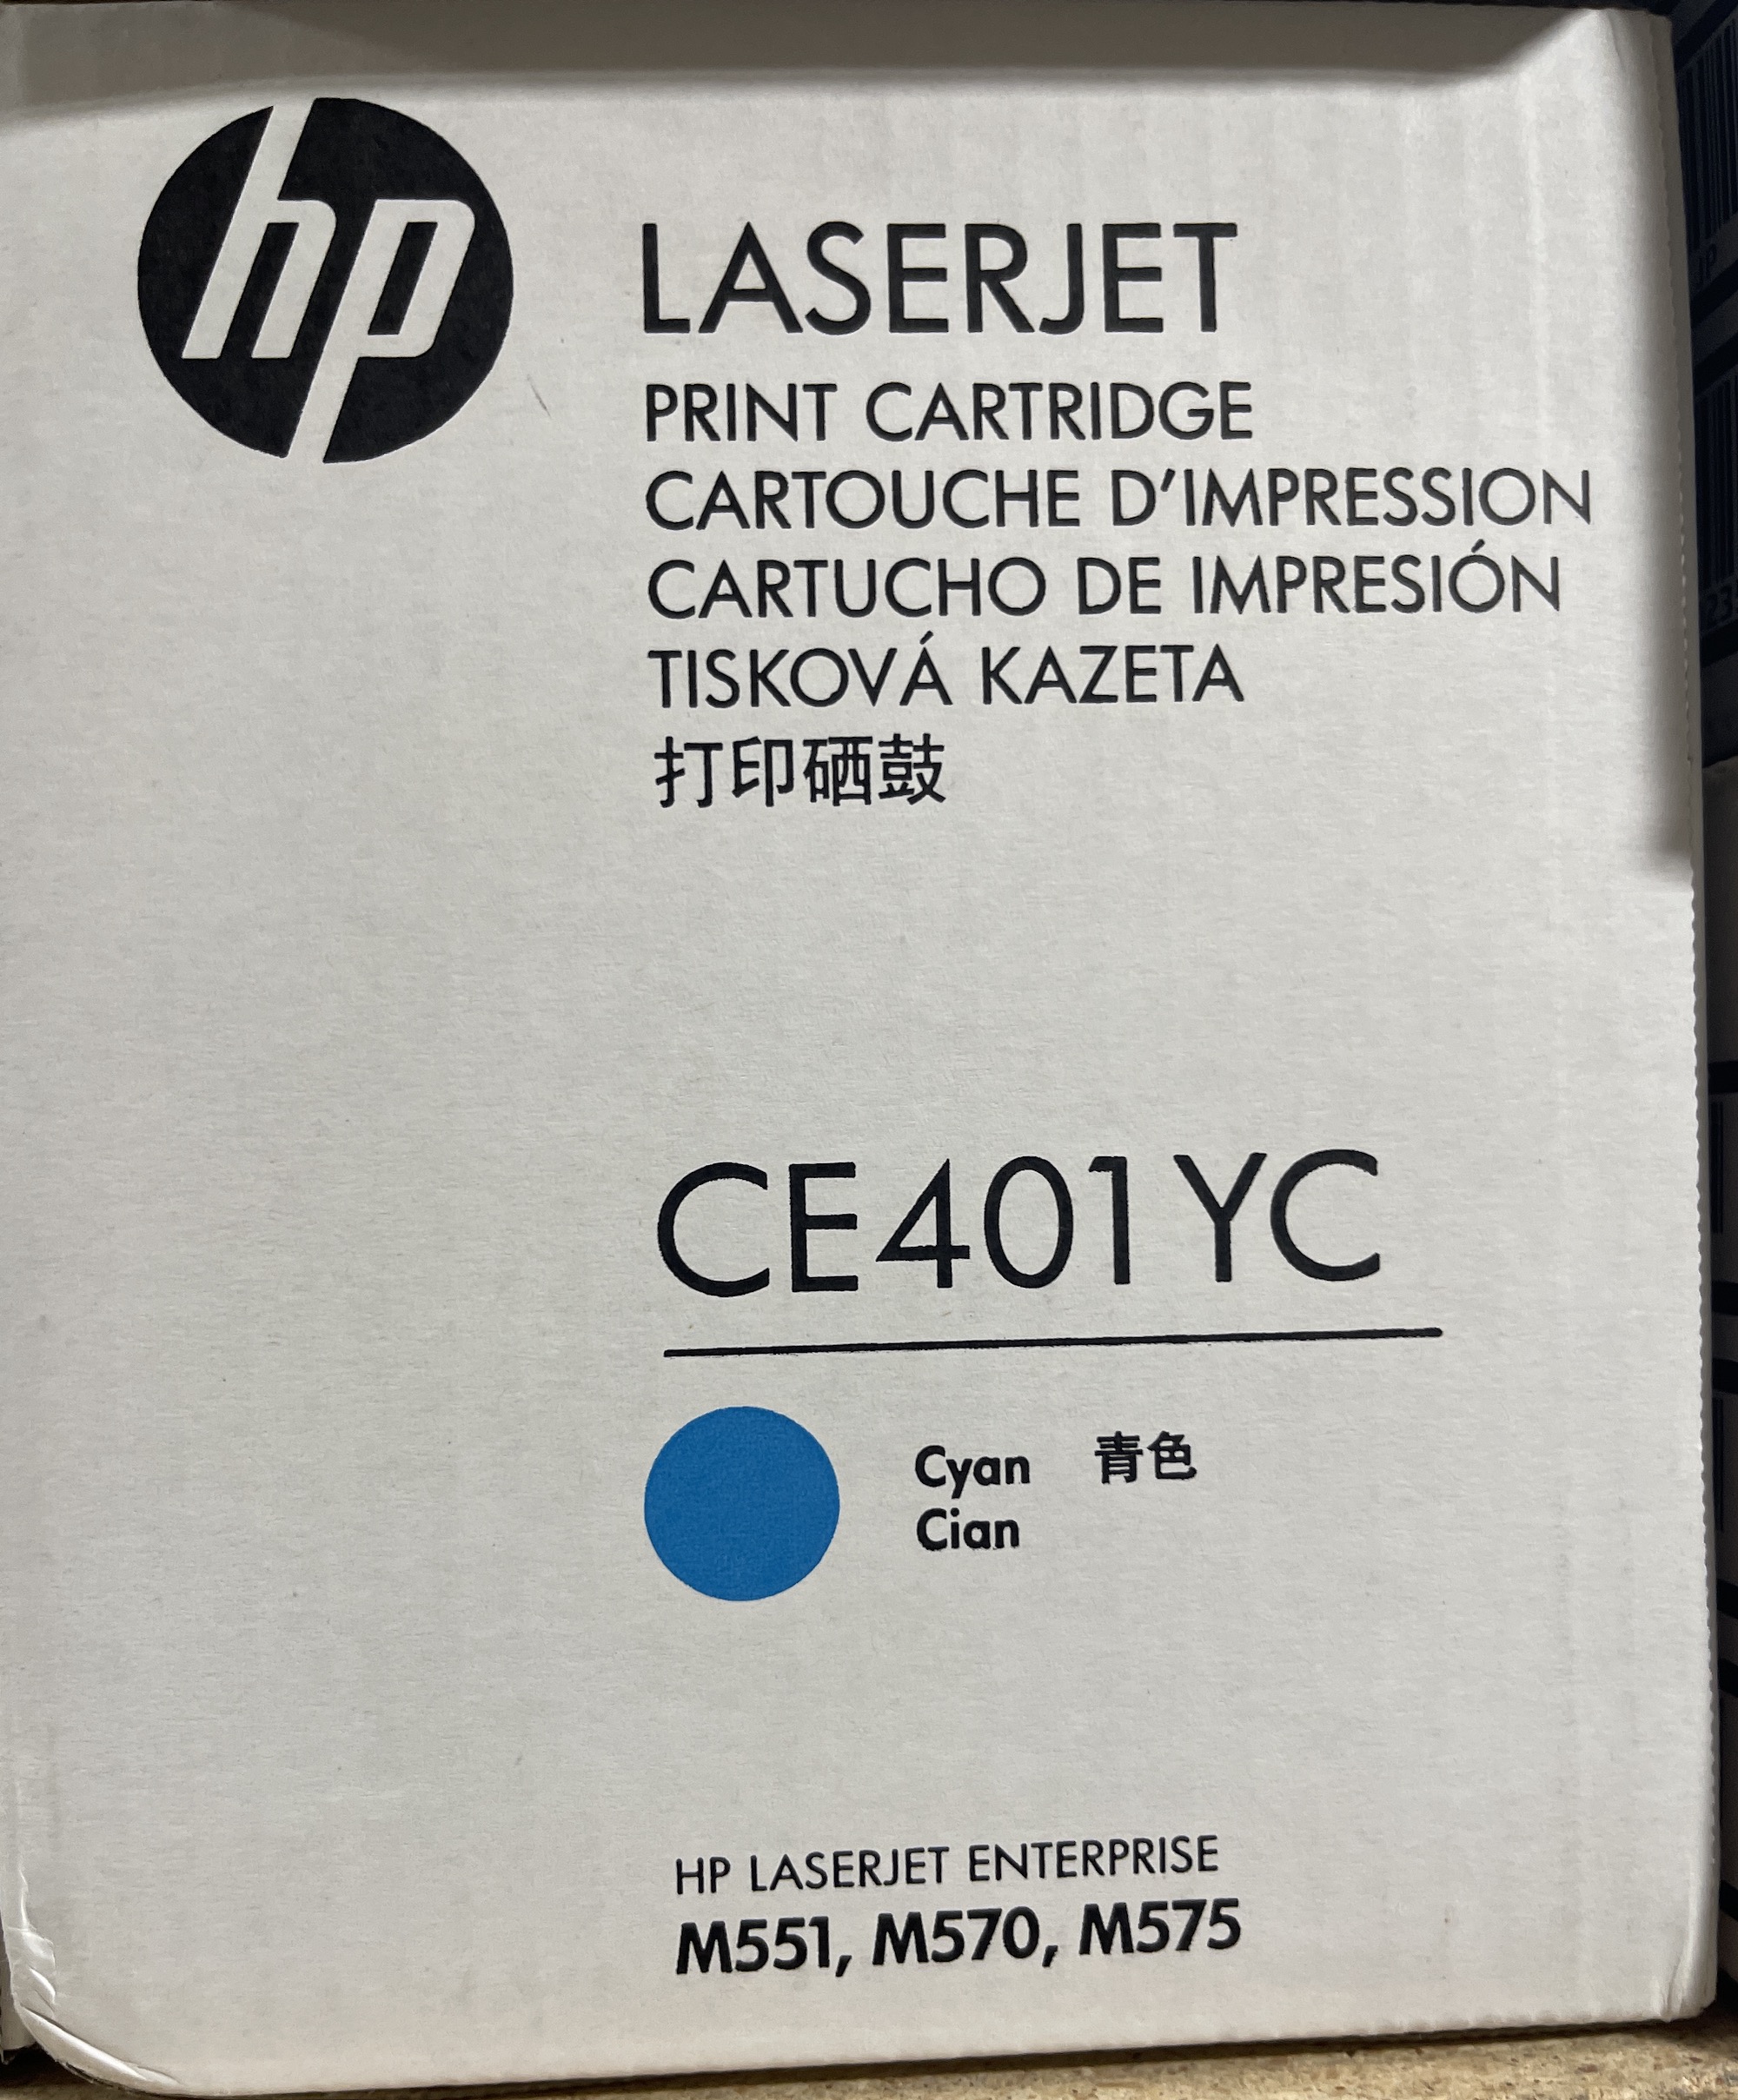 hp
LASERJET
PRINT CARTRIDGE
CARTOUCHE D'IMPRESSION
CARTUCHO DE IMPRESIÓN
TISKOVÁ KAZETA
打印硒鼓
CE401YC
Cyan 青色
Cian
HP LASERJET ENTERPRISE
M551, M570, M575